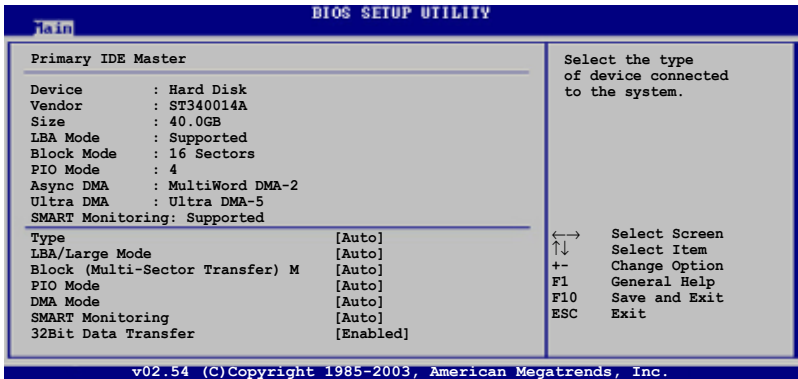 BIOS SETUP UTILITY
Main
Primary IDE Master
Device : Hard Disk
Vendor : ST340014A
Size : 40.0GB
LBA Mode : Supported
Block Mode : 16 Sectors
PIO Mode : 4
Async DMA : MultiWord DMA-2
Ultra DMA : Ultra DMA-5
SMART Monitoring: Supported
Type [Auto]
LBA/Large Mode [Auto]
Block (Multi-Sector Transfer) M [Auto]
PIO Mode [Auto]
DMA Mode [Auto]
SMART Monitoring [Auto]
32Bit Data Transfer [Enabled]
Select the type
of device connected
to the system.
←→ Select Screen
↑↓ Select Item
+- Change Option
F1 General Help
F10 Save and Exit
ESC Exit
v02.54 (C)Copyright 1985-2003, American Megatrends, Inc.